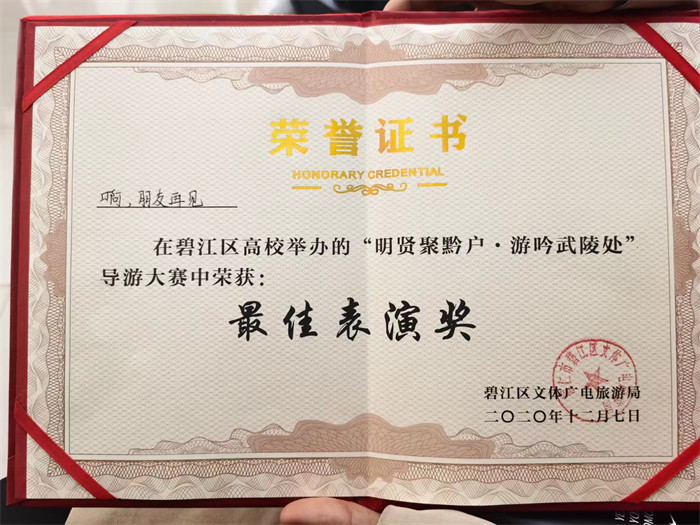 荣誉证书
HONORARY CREDENTIAL
响，朋友再见
在碧江区高校举办的“明贤聚黔户·游吟武陵处”
导游大赛中荣获：
最佳表演奖
碧江区文体广电旅游局
二〇二〇年十二月七日